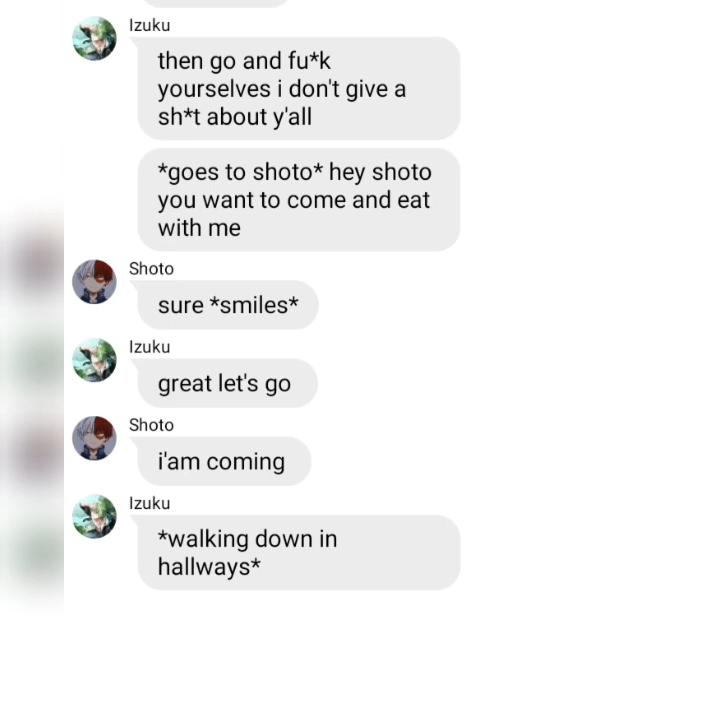 Izuku
then go and fu*k
yourselves i don't give a
sh*t about y'all
*goes to shoto* hey shoto
you want to come and eat
with me
Shoto
sure *smiles*
Izuku
great let's go
Shoto
i'am coming
Izuku
*walking down in
hallways*